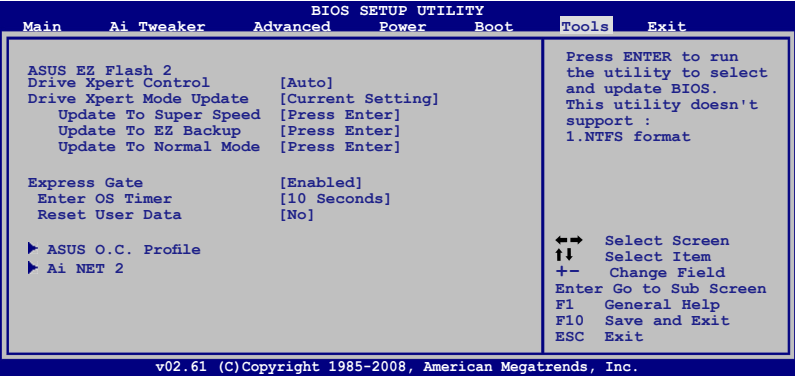 BIOS SETUP UTILITY
Main Ai Tweaker Advanced Power Boot Tools Exit
ASUS EZ Flash 2
Drive Xpert Control [Auto]
Drive Xpert Mode Update [Current Setting]
Update To Super Speed [Press Enter]
Update To EZ Backup [Press Enter]
Update To Normal Mode [Press Enter]
Express Gate [Enabled]
Enter OS Timer [10 Seconds]
Reset User Data [No]
ASUS O.C. Profile
Ai NET 2
Press ENTER to run
the utility to select
and update BIOS.
This utility doesn't
support :
1.NTFS format
Select Screen
Select Item
+- Change Field
Enter Go to Sub Screen
F1 General Help
F10 Save and Exit
ESC Exit
v02.61 (C)Copyright 1985-2008, American Megatrends, Inc.